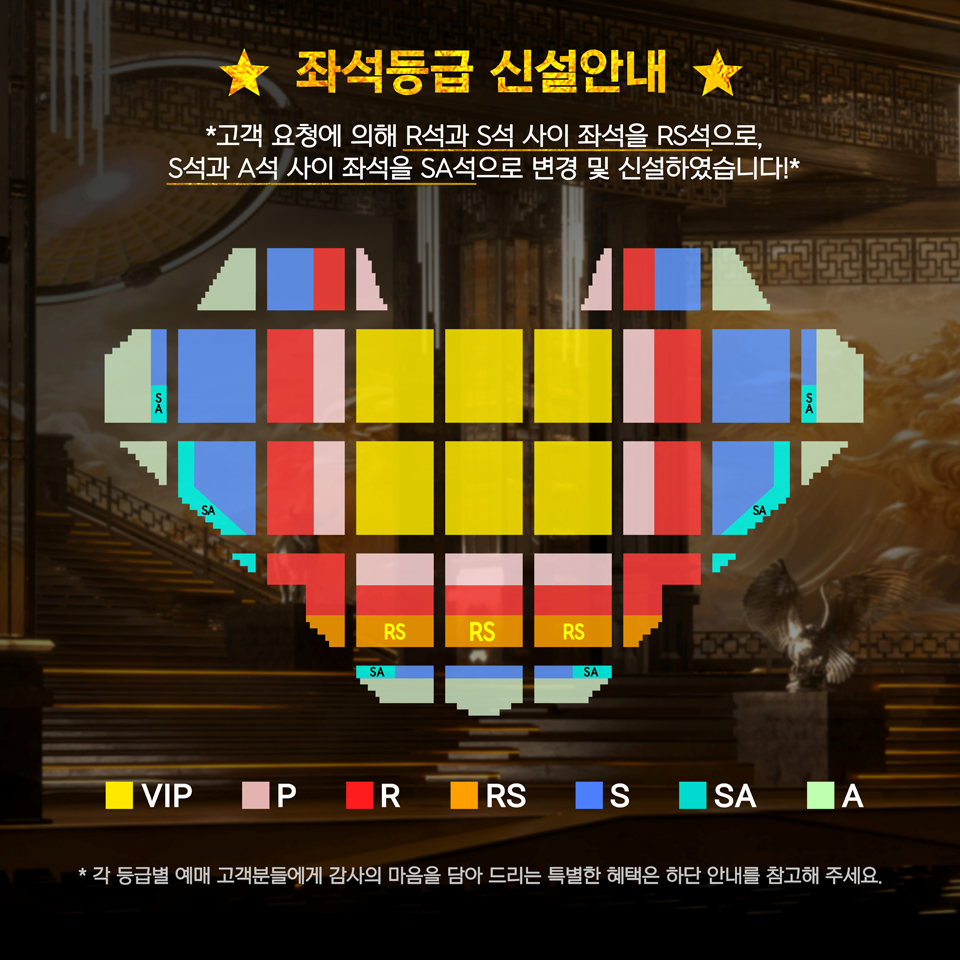 좌석등급 신설안내
*고객 요청에 의해 R석과 S석 사이 좌석을 RS석으로,
S석과 A석 사이 좌석을 SA석으로 변경 및 신설하였습니다!*
SA
SA
SA
SA
RS
RS
RS
SA
SA
VIP
P
R
RS
S
SA
A
* 각 등급별 예매 고객분들에게 감사의 마음을 담아 드리는 특별한 혜택은 하단 안내를 참고해 주세요.